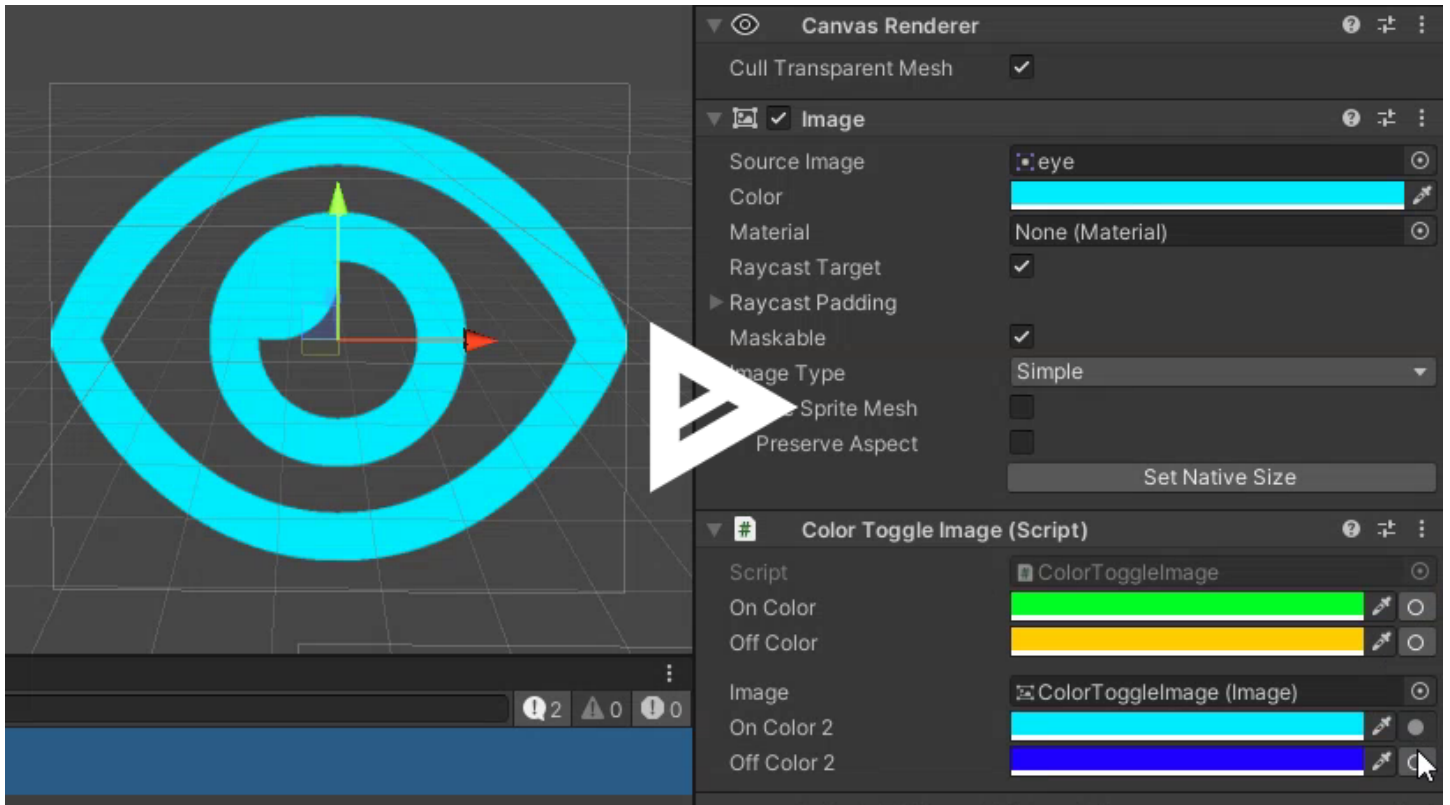 Canvas Renderer
Cull Transparent Mesh
Image
Source Image eye
Color
Material None (Material)
Raycast Target
Raycast Padding
Maskable
Image Type Simple
Sprite Mesh
Preserve Aspect
Set Native Size
Color Toggle Image (Script)
Script ColorToggleImage
On Color
Off Color
Image ColorToggleImage (Image)
On Color 2
Off Color 2
2 0 0